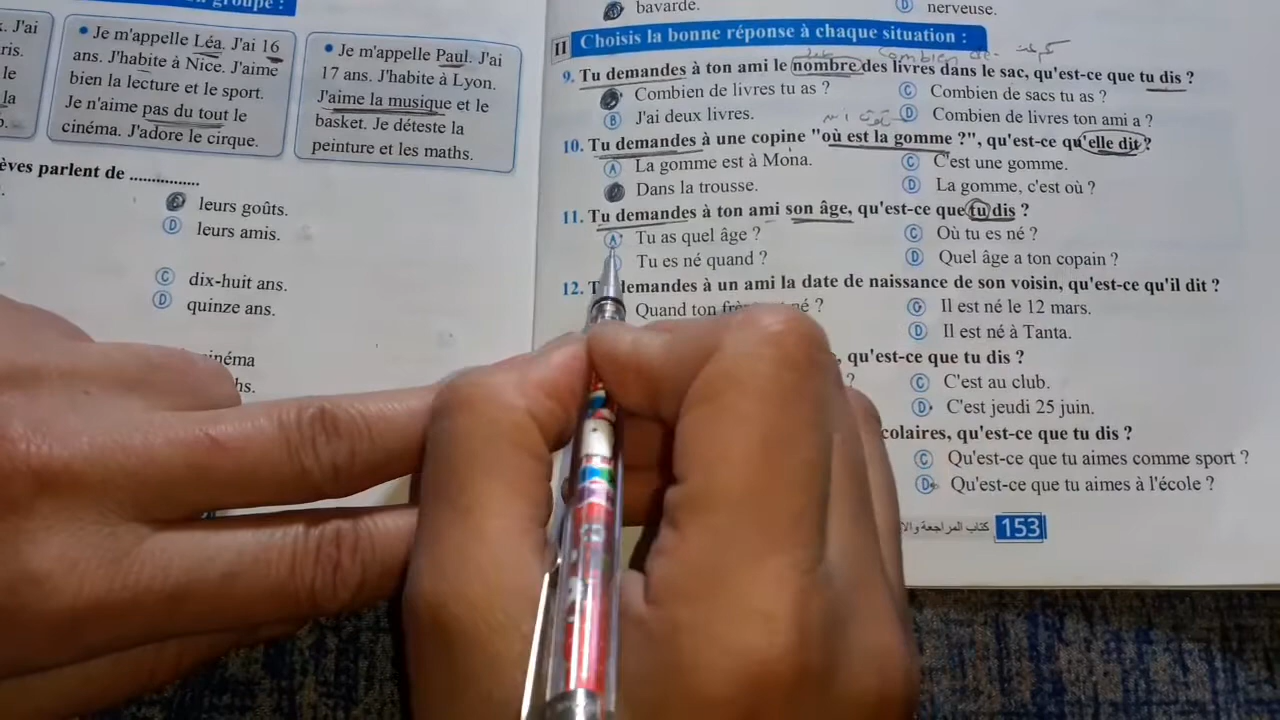 groupe :
. J'ai
ris.
le
la
• Je m'appelle Léa. J'ai 16
ans. J'habite à Nice. J'aime
bien la lecture et le sport.
Je n'aime pas du tout le
cinéma. J'adore le cirque.
• Je m'appelle Paul. J'ai
17 ans. J'habite à Lyon.
J'aime la musique et le
basket. Je déteste la
peinture et les maths.
èves parlent de ................
leurs goûts.
D leurs amis.
C dix-huit ans.
D quinze ans.
inéma
hs.
bavarde.
D nerveuse.
II Choisis la bonne réponse à chaque situation :
Combien de
9. Tu demandes à ton ami le nombre des livres dans le sac, qu'est-ce que tu dis ?
Combien de livres tu as ?
C Combien de sacs tu as ?
B J'ai deux livres.
D Combien de livres ton ami a ?
10. Tu demandes à une copine "où est la gomme ?", qu'est-ce qu'elle dit ?
A La gomme est à Mona.
C C'est une gomme.
Dans la trousse.
D La gomme, c'est où ?
11. Tu demandes à ton ami son âge, qu'est-ce que tu dis ?
A Tu as quel âge ?
C Où tu es né ?
Tu es né quand ?
D Quel âge a ton copain ?
12. T demandes à un ami la date de naissance de son voisin, qu'est-ce qu'il dit ?
Quand ton né ?
C Il est né le 12 mars.
D Il est né à Tanta.
, qu'est-ce que tu dis ?
?
C C'est au club.
D C'est jeudi 25 juin.
colaires, qu'est-ce que tu dis ?
C Qu'est-ce que tu aimes comme sport ?
D Qu'est-ce que tu aimes à l'école ?
كتاب المراجعة
153